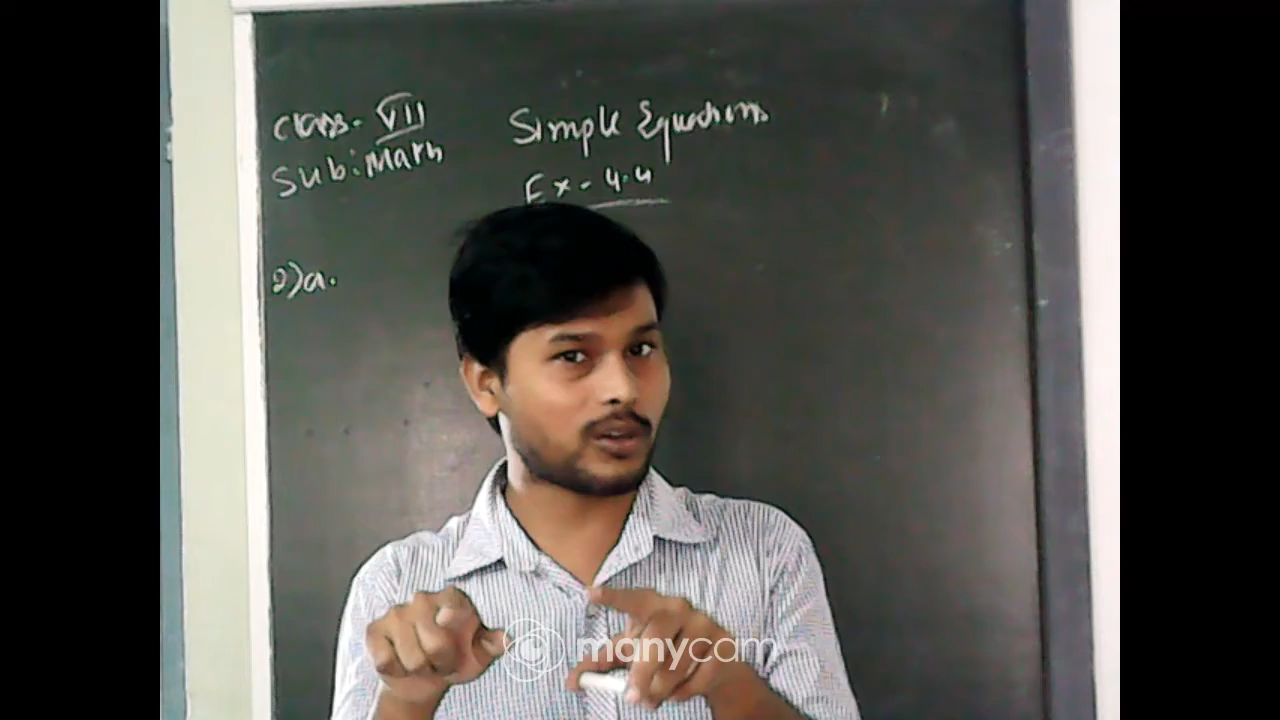 Class- VII
Simple Equations
Sub: Math
Ex- 4.4
2)a.
manycam